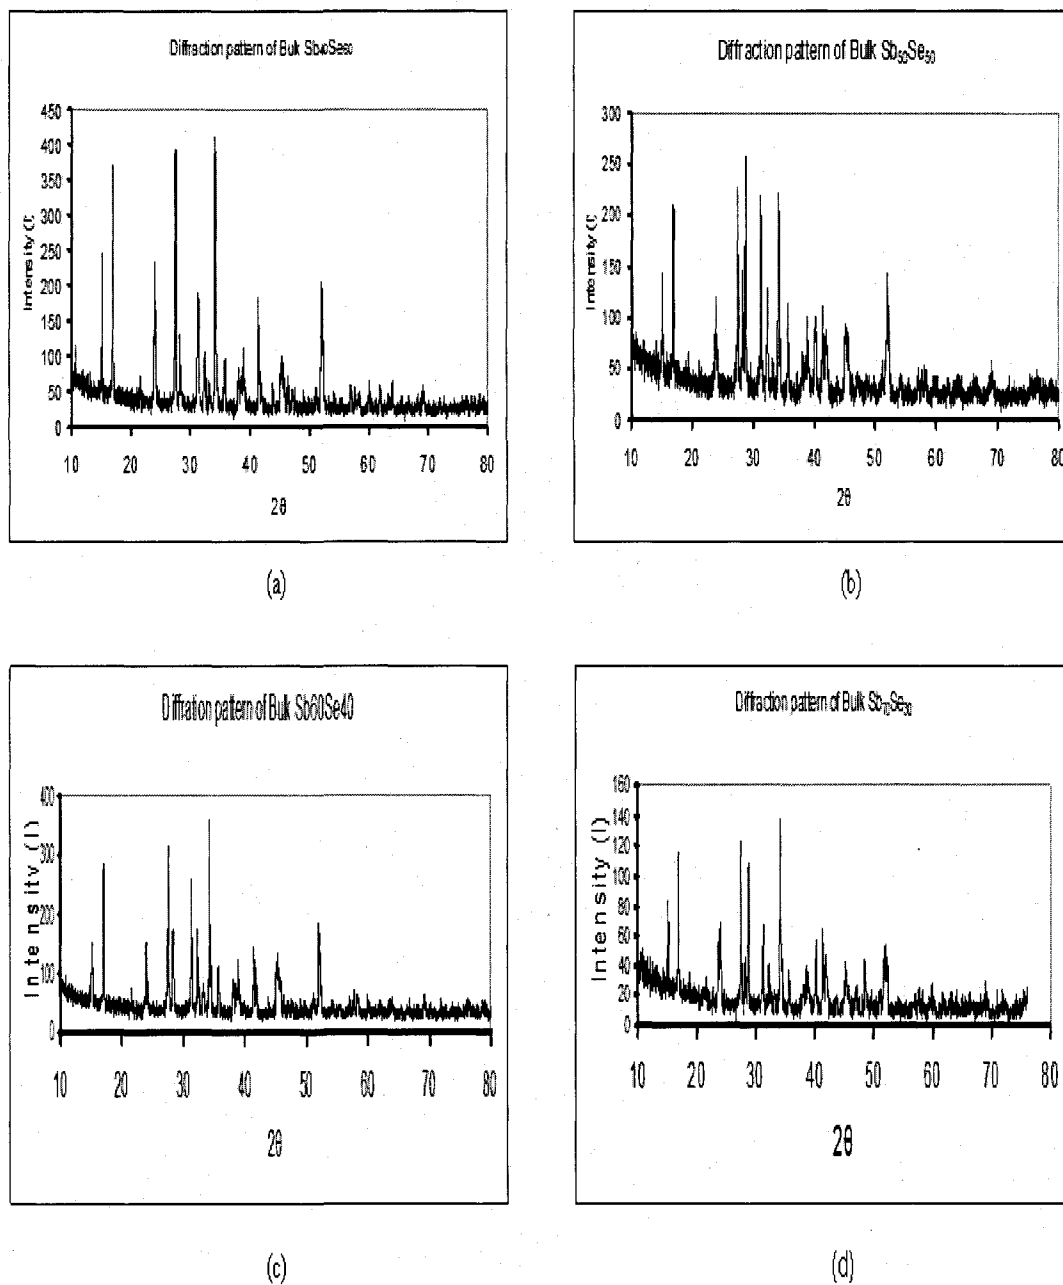 Diffraction pattern of Bulk Sb₄₀Se₆₀
Intensity (I)
450
400
350
300
250
200
150
100
50
0
10 20 30 40 50 60 70 80
2θ
(a)
Diffraction pattern of Bulk Sb₅₀Se₅₀
Intensity (I)
300
250
200
150
100
50
0
10 20 30 40 50 60 70 80
2θ
(b)
Diffration pattern of Bulk Sb60Se40
Intensity (I)
400
300
200
100
0
10 20 30 40 50 60 70 80
2θ
(c)
Diffraction pattern of Bulk Sb₇₀Se₃₀
Intensity (I)
160
140
120
100
80
60
40
20
0
10 20 30 40 50 60 70 80
2θ
(d)